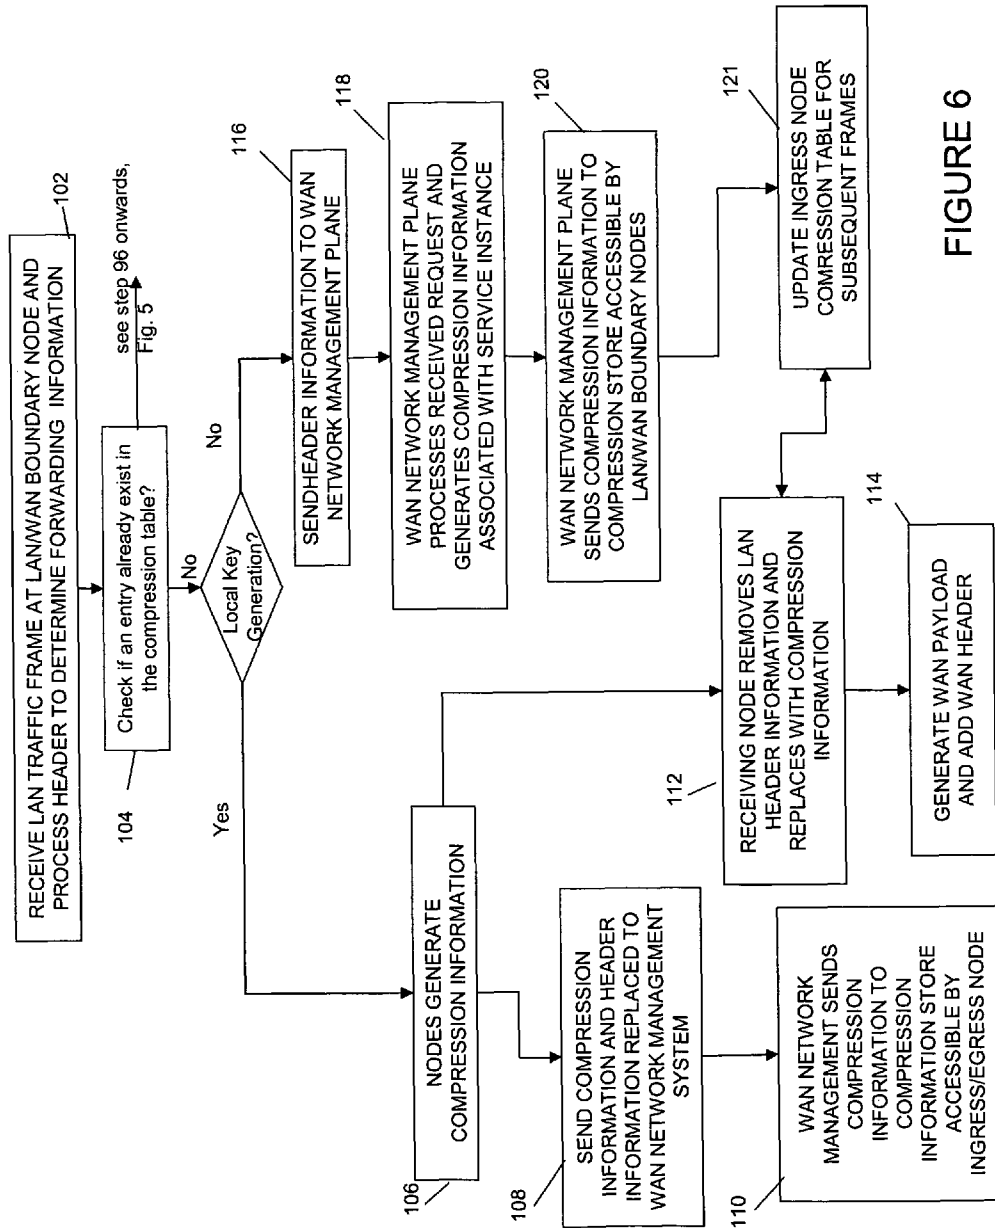 RECEIVE LAN TRAFFIC FRAME AT LAN/WAN BOUNDARY NODE AND
PROCESS HEADER TO DETERMINE FORWARDING INFORMATION
102
Check if an entry already exist in
the compression table?
104
see step 96 onwards,
Fig. 5
No
Local Key
Generation?
Yes
No
NODES GENERATE
COMPRESSION INFORMATION
106
SEND COMPRESSION
INFORMATION AND HEADER
INFORMATION REPLACED TO
WAN NETWORK MANAGEMENT
SYSTEM
108
WAN NETWORK
MANAGEMENT SENDS
COMPRESSION
INFORMATION TO
COMPRESSION
INFORMATION STORE
ACCESSIBLE BY
INGRESS/EGRESS NODE
110
RECEIVING NODE REMOVES LAN
HEADER INFORMATION AND
REPLACES WITH COMPRESSION
INFORMATION
112
GENERATE WAN PAYLOAD
AND ADD WAN HEADER
114
SENDHEADER INFORMATION TO WAN
NETWORK MANAGEMENT PLANE
116
WAN NETWORK MANAGEMENT PLANE
PROCESSES RECEIVED REQUEST AND
GENERATES COMPRESSION INFORMATION
ASSOCIATED WITH SERVICE INSTANCE
118
WAN NETWORK MANAGEMENT PLANE
SENDS COMPRESSION INFORMATION TO
COMPRESSION STORE ACCESSIBLE BY
LAN/WAN BOUNDARY NODES
120
UPDATE INGRESS NODE
COMRESSION TABLE FOR
SUBSEQUENT FRAMES
121
FIGURE 6